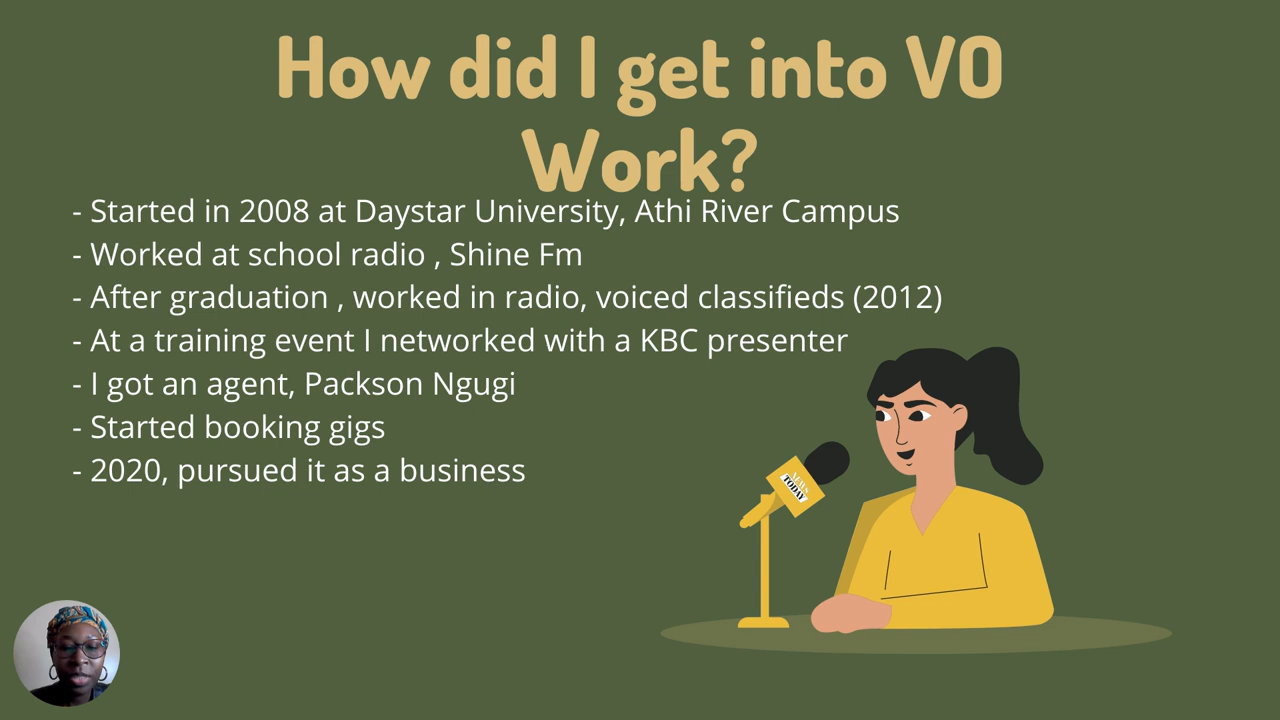 How did I get into VO
Work?
- Started in 2008 at Daystar University, Athi River Campus
- Worked at school radio , Shine Fm
- After graduation , worked in radio, voiced classifieds (2012)
- At a training event I networked with a KBC presenter
- I got an agent, Packson Ngugi
- Started booking gigs
- 2020, pursued it as a business
NEWS
TODAY